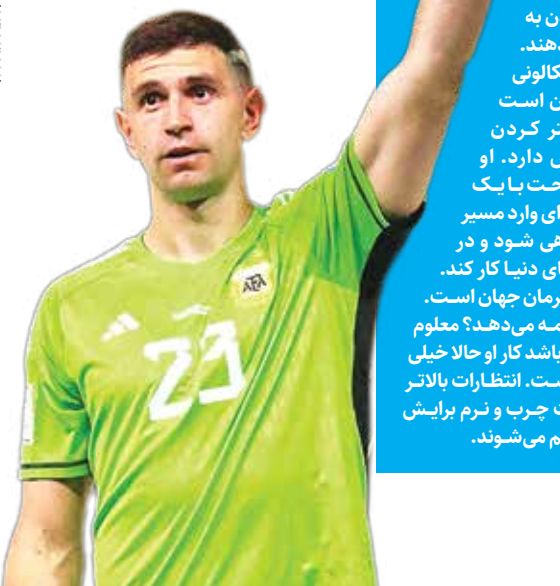 ن به
دهند.
کالونی
ن است
تر کردن
دارد. او
حت با یک
ای وارد مسیر
هی شود و در
ای دنیا کار کند.
رمان جهان است.
مه می‌دهد؟ معلوم
باشد کار او حالا خیلی
ست. انتظارات بالاتر
چرب و نرم برایش
م می‌شوند.
AFA
23